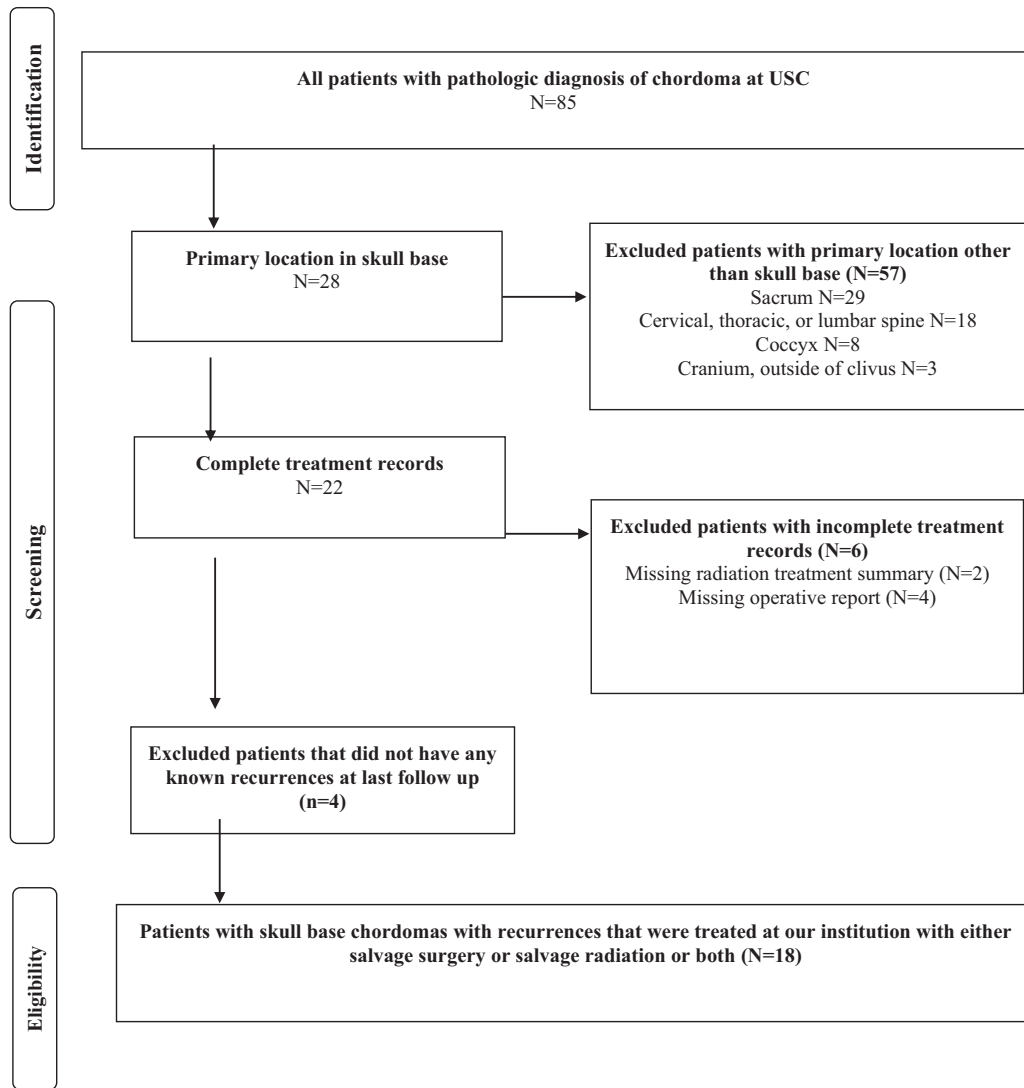 Identification
All patients with pathologic diagnosis of chordoma at USC
N=85
Primary location in skull base
N=28
Excluded patients with primary location other
than skull base (N=57)
Sacrum N=29
Cervical, thoracic, or lumbar spine N=18
Coccyx N=8
Cranium, outside of clivus N=3
Screening
Complete treatment records
N=22
Excluded patients with incomplete treatment
records (N=6)
Missing radiation treatment summary (N=2)
Missing operative report (N=4)
Excluded patients that did not have any
known recurrences at last follow up
(n=4)
Eligibility
Patients with skull base chordomas with recurrences that were treated at our institution with either
salvage surgery or salvage radiation or both (N=18)